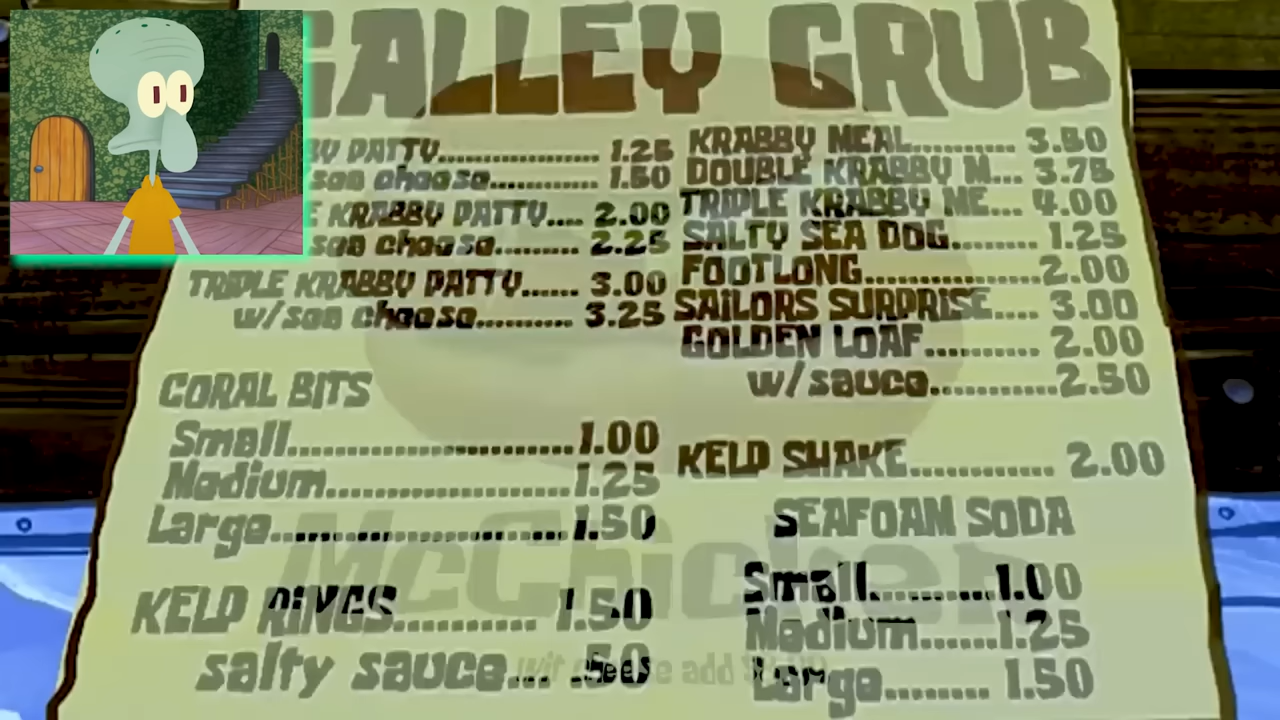 GALLEY GRUB
BY PATTY................ 1.25
sea cheese............ 1.50
E KRABBY PATTY.... 2.00
sea cheese......... 2.25
TRIPLE KRABBY PATTY...... 3.00
w/sea cheese.......... 3.25
CORAL BITS
Small.........................1.00
Medium.....................1.25
Large..........................1.50
KELP RINGS.......... 1.50
salty sauce... .50
KRABBY MEAL.......... 3.50
DOUBLE KRABBY M... 3.75
TRIPLE KRABBY ME... 4.00
SALTY SEA DOG........ 1.25
FOOTLONG................2.00
SAILORS SURPRISE.... 3.00
GOLDEN LOAF.......... 2.00
w/sauce............2.50
KELP SHAKE............. 2.00
SEAFOAM SODA
Small...........1.00
Medium.......1.25
Large........ 1.50
McChicken
wit cheese add